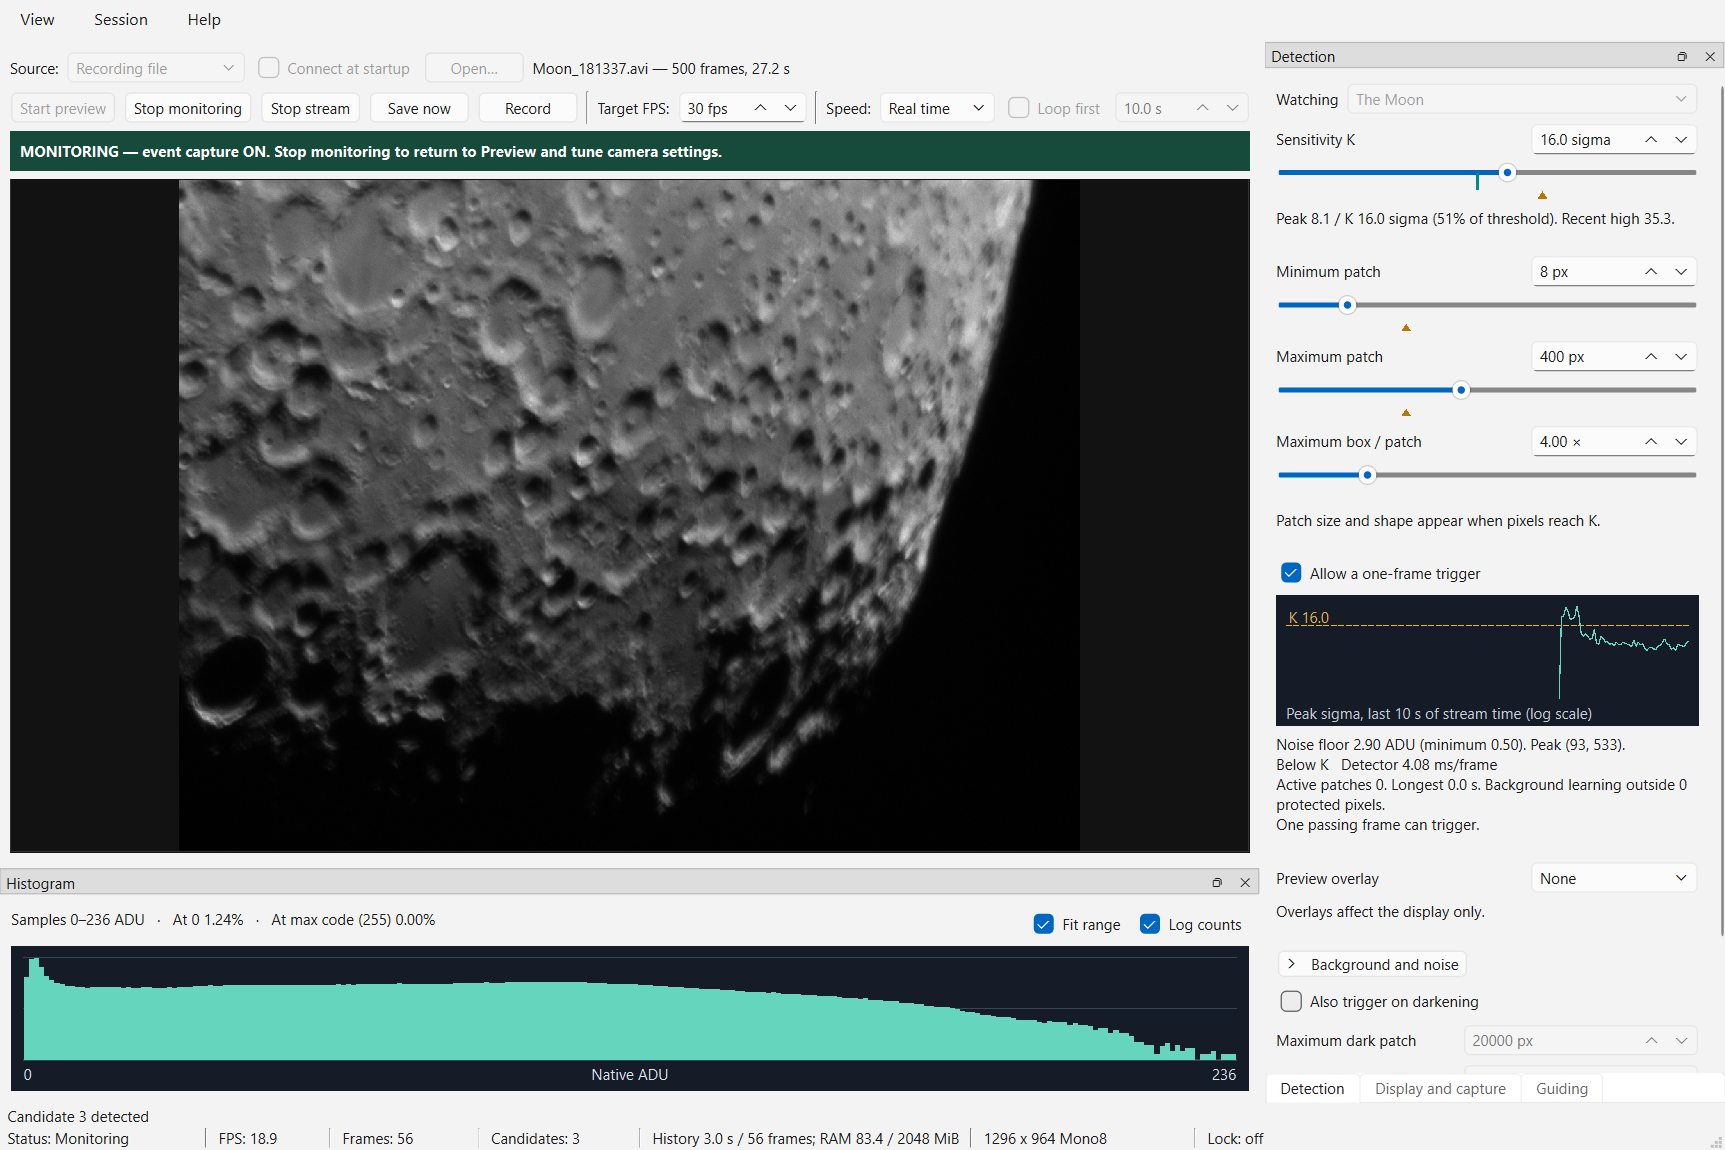 View Session Help
Source: Recording file Connect at startup Open... Moon_181337.avi — 500 frames, 27.2 s
Start preview Stop monitoring Stop stream Save now Record Target FPS: 30 fps Speed: Real time Loop first 10.0 s
MONITORING — event capture ON. Stop monitoring to return to Preview and tune camera settings.
Detection
Watching The Moon
Sensitivity K 16.0 sigma
Peak 8.1 / K 16.0 sigma (51% of threshold). Recent high 35.3.
Minimum patch 8 px
Maximum patch 400 px
Maximum box / patch 4.00 ×
Patch size and shape appear when pixels reach K.
Allow a one-frame trigger
K 16.0
Peak sigma, last 10 s of stream time (log scale)
Noise floor 2.90 ADU (minimum 0.50). Peak (93, 533).
Below K Detector 4.08 ms/frame
Active patches 0. Longest 0.0 s. Background learning outside 0
protected pixels.
One passing frame can trigger.
Preview overlay None
Overlays affect the display only.
Background and noise
Also trigger on darkening
Maximum dark patch 20000 px
Detection Display and capture Guiding
Histogram
Samples 0–236 ADU · At 0 1.24% · At max code (255) 0.00%
Fit range Log counts
0 Native ADU 236
Candidate 3 detected
Status: Monitoring FPS: 18.9 Frames: 56 Candidates: 3 History 3.0 s / 56 frames; RAM 83.4 / 2048 MiB 1296 x 964 Mono8 Lock: off